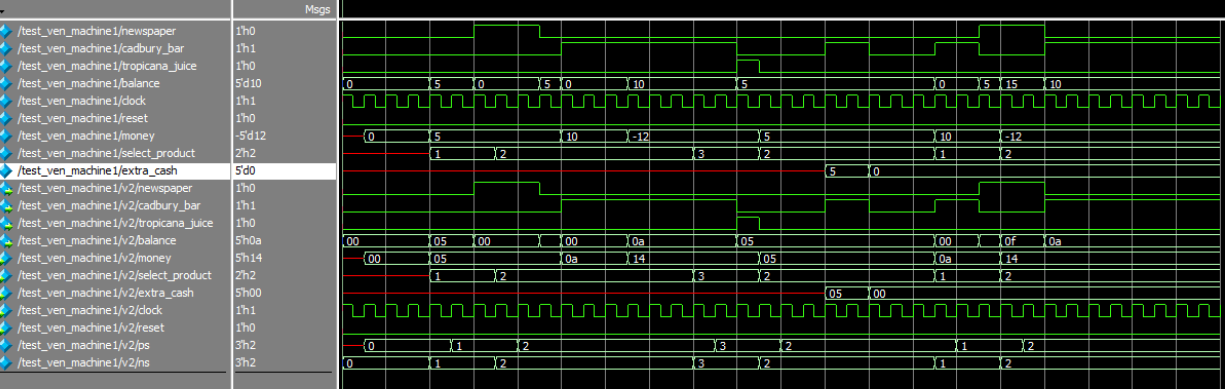 Msgs
/test_ven_machine1/newspaper 1'h0
/test_ven_machine1/cadbury_bar 1'h1
/test_ven_machine1/tropicana_juice 1'h0
/test_ven_machine1/balance 5'd10 0 5 0 5 0 10 5 0 5 15 10
/test_ven_machine1/clock 1'h1
/test_ven_machine1/reset 1'h0
/test_ven_machine1/money -5'd12 0 5 10 -12 5 10 -12
/test_ven_machine1/select_product 2'h2 1 2 3 2 1 2
/test_ven_machine1/extra_cash 5'd0 5 0
/test_ven_machine1/v2/newspaper 1'h0
/test_ven_machine1/v2/cadbury_bar 1'h1
/test_ven_machine1/v2/tropicana_juice 1'h0
/test_ven_machine1/v2/balance 5'h0a 00 05 00 00 0a 05 00 0f 0a
/test_ven_machine1/v2/money 5'h14 00 05 0a 14 05 0a 14
/test_ven_machine1/v2/select_product 2'h2 1 2 3 2 1 2
/test_ven_machine1/v2/extra_cash 5'h00 05 00
/test_ven_machine1/v2/clock 1'h1
/test_ven_machine1/v2/reset 1'h0
/test_ven_machine1/v2/ps 3'h2 0 1 2 3 2 1 2
/test_ven_machine1/v2/ns 3'h2 0 1 2 3 2 1 2